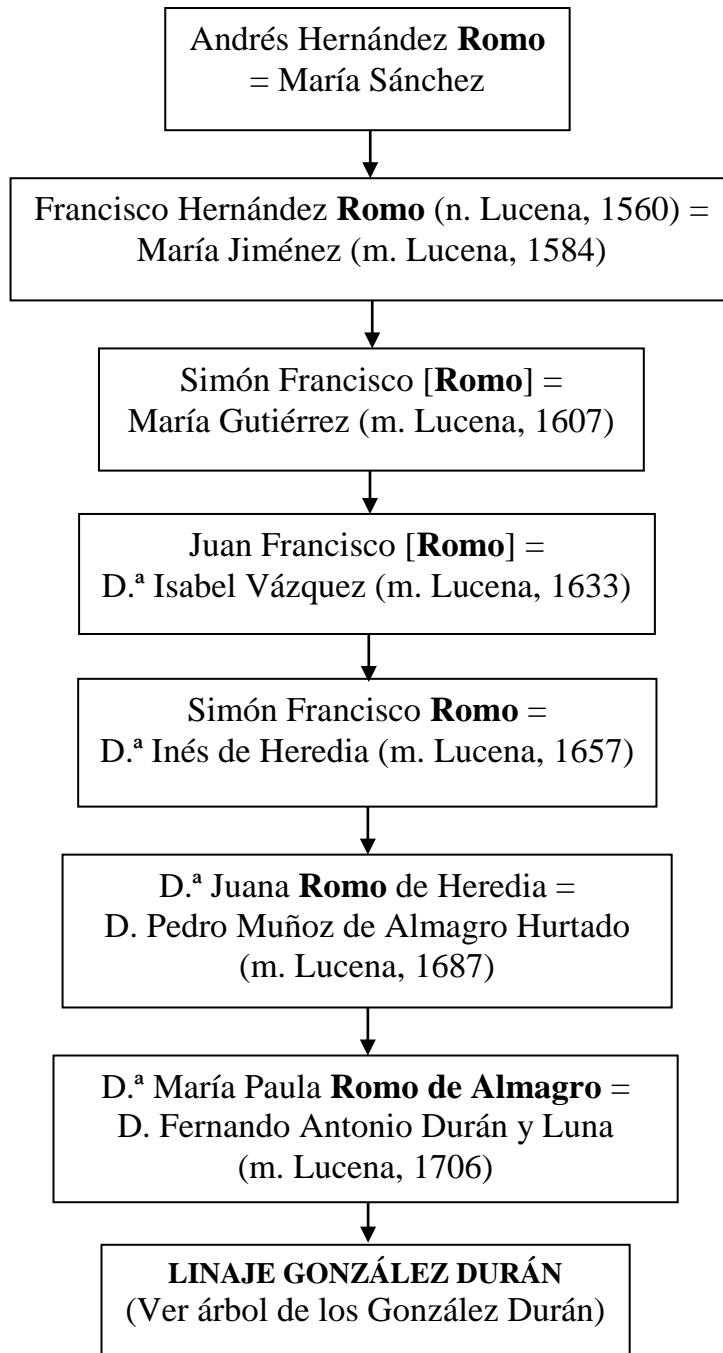 Andrés Hernández Romo
= María Sánchez
Francisco Hernández Romo (n. Lucena, 1560) =
María Jiménez (m. Lucena, 1584)
Simón Francisco [Romo] =
María Gutiérrez (m. Lucena, 1607)
Juan Francisco [Romo] =
D.ª Isabel Vázquez (m. Lucena, 1633)
Simón Francisco Romo =
D.ª Inés de Heredia (m. Lucena, 1657)
D.ª Juana Romo de Heredia =
D. Pedro Muñoz de Almagro Hurtado
(m. Lucena, 1687)
D.ª María Paula Romo de Almagro =
D. Fernando Antonio Durán y Luna
(m. Lucena, 1706)
LINAJE GONZÁLEZ DURÁN
(Ver árbol de los González Durán)